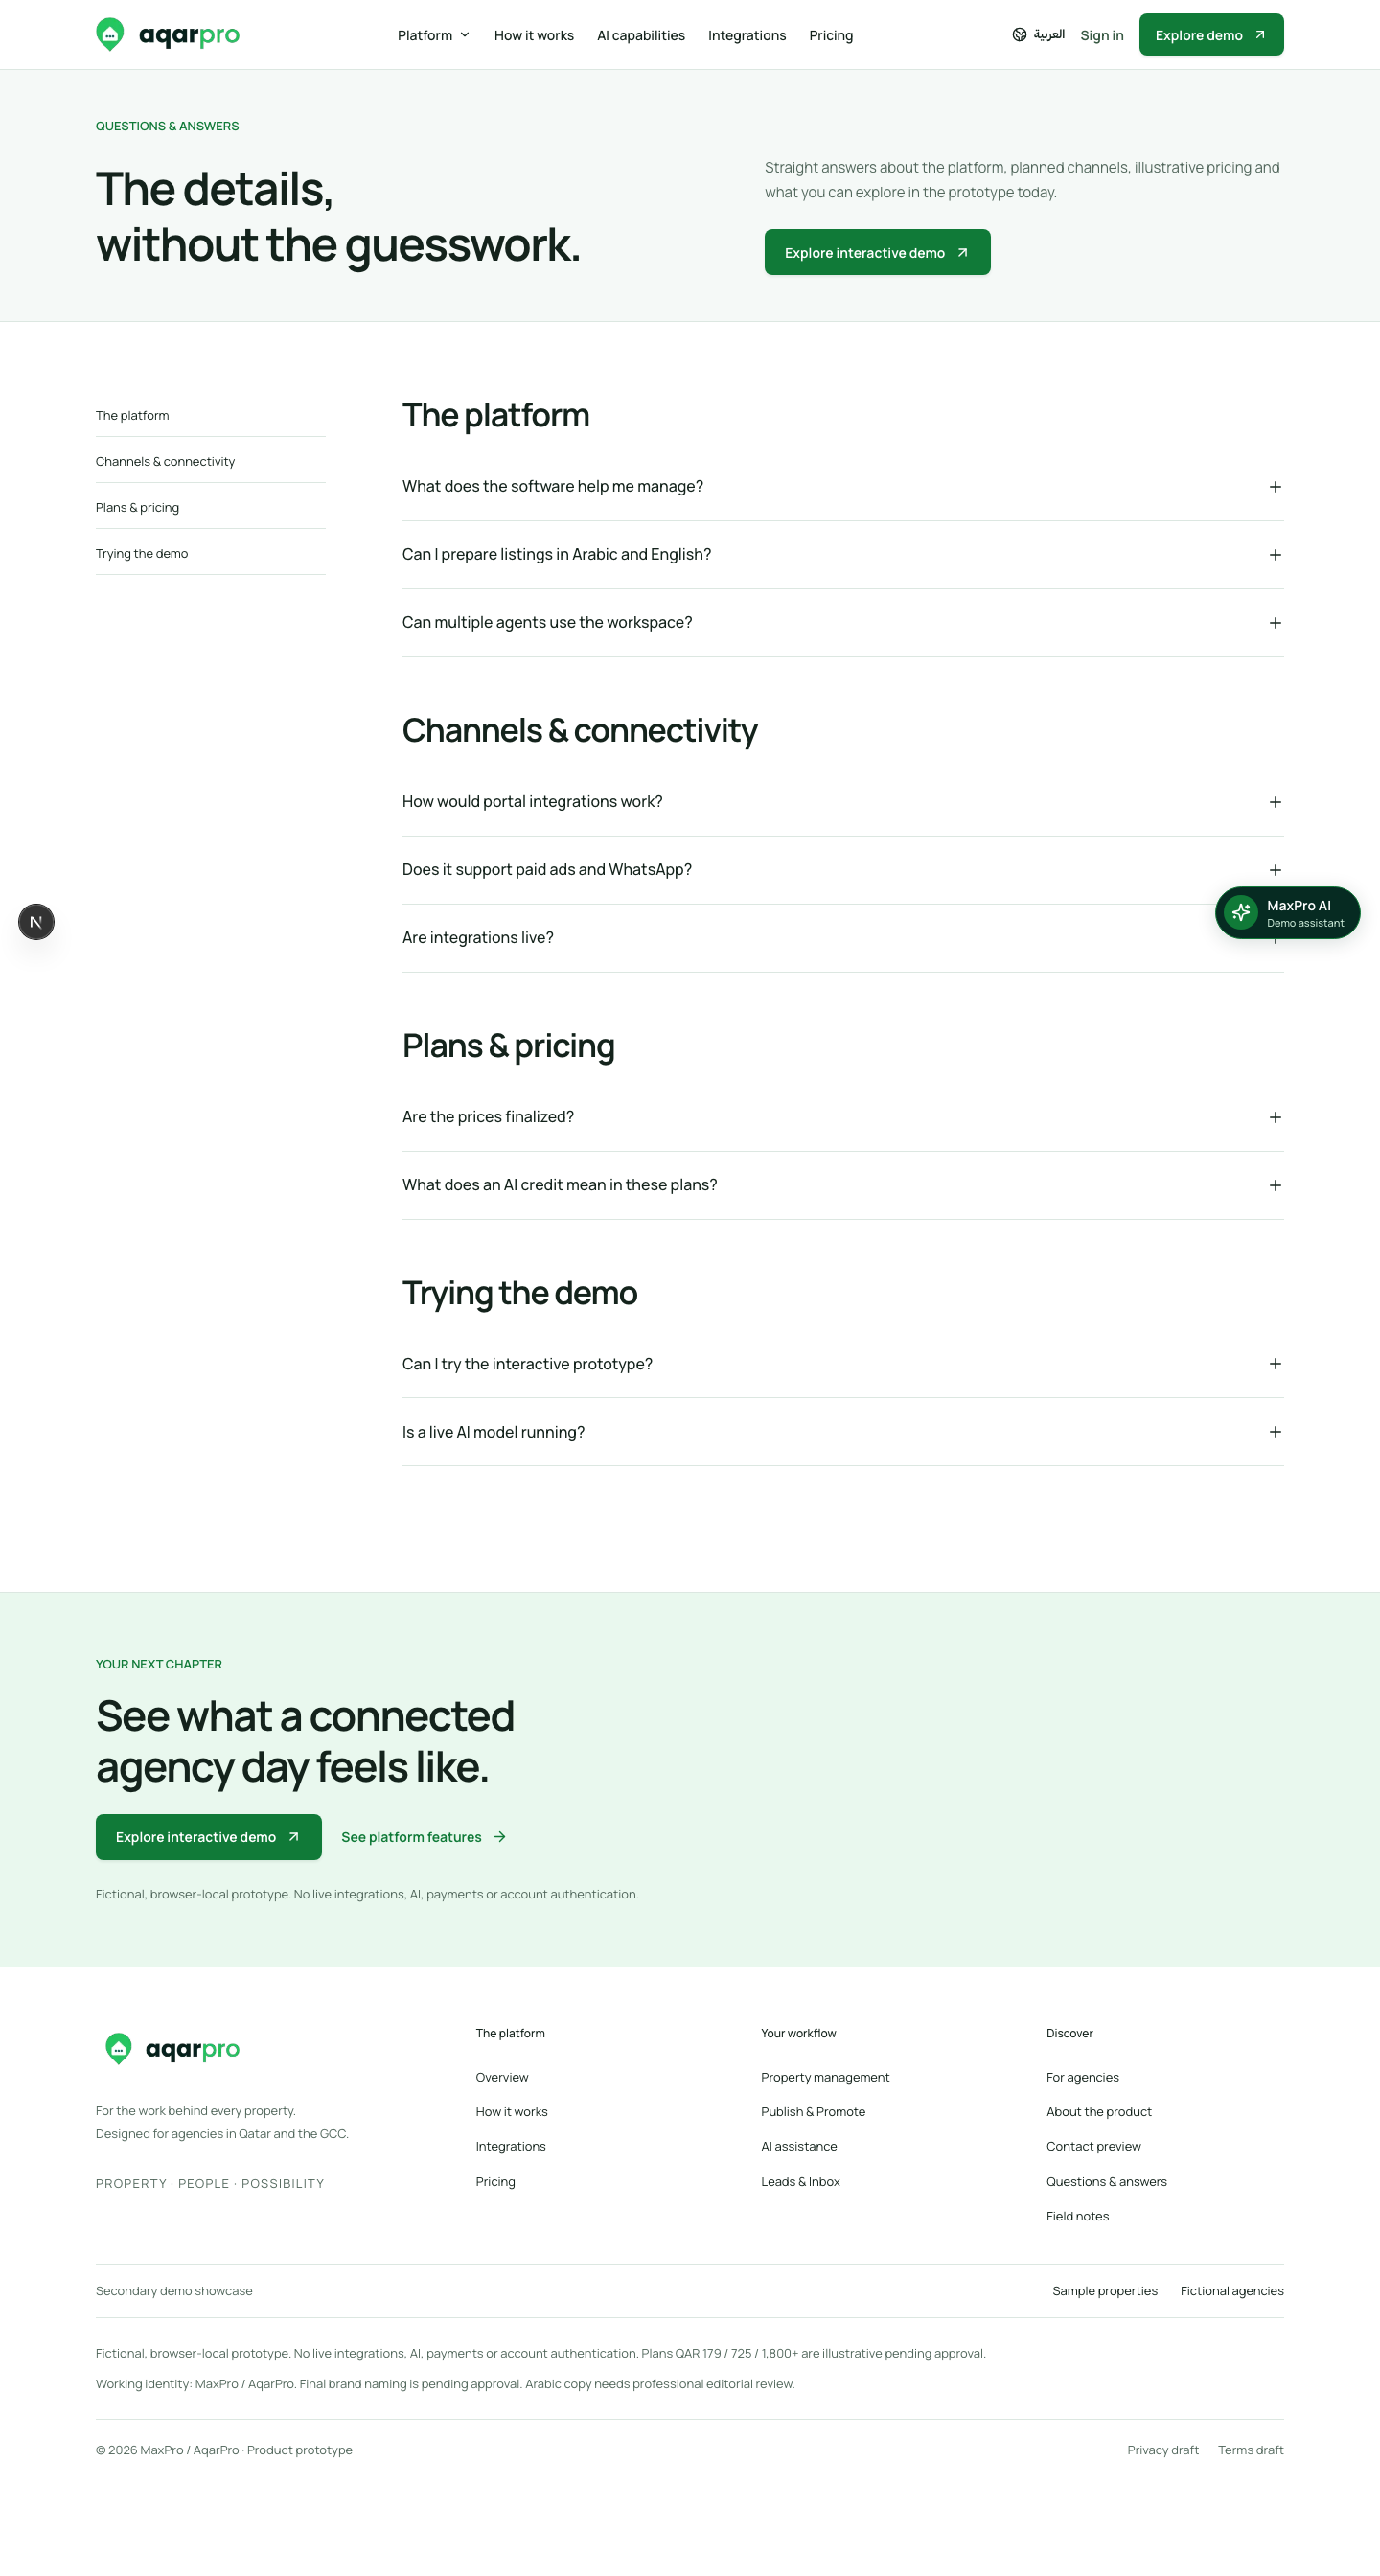 aqarpro
Platform
How it works
AI capabilities
Integrations
Pricing
العربية
Sign in
Explore demo
QUESTIONS & ANSWERS
The details,
without the guesswork.
Straight answers about the platform, planned channels, illustrative pricing and
what you can explore in the prototype today.
Explore interactive demo
The platform
Channels & connectivity
Plans & pricing
Trying the demo
The platform
What does the software help me manage?
Can I prepare listings in Arabic and English?
Can multiple agents use the workspace?
Channels & connectivity
How would portal integrations work?
Does it support paid ads and WhatsApp?
Are integrations live?
N
MaxPro AI
Demo assistant
Plans & pricing
Are the prices finalized?
What does an AI credit mean in these plans?
Trying the demo
Can I try the interactive prototype?
Is a live AI model running?
YOUR NEXT CHAPTER
See what a connected
agency day feels like.
Explore interactive demo
See platform features
Fictional, browser-local prototype. No live integrations, AI, payments or account authentication.
aqarpro
For the work behind every property.
Designed for agencies in Qatar and the GCC.
PROPERTY · PEOPLE · POSSIBILITY
The platform
Overview
How it works
Integrations
Pricing
Your workflow
Property management
Publish & Promote
AI assistance
Leads & Inbox
Discover
For agencies
About the product
Contact preview
Questions & answers
Field notes
Secondary demo showcase
Sample properties
Fictional agencies
Fictional, browser-local prototype. No live integrations, AI, payments or account authentication. Plans QAR 179 / 725 / 1,800+ are illustrative pending approval.
Working identity: MaxPro / AqarPro. Final brand naming is pending approval. Arabic copy needs professional editorial review.
© 2026 MaxPro / AqarPro · Product prototype
Privacy draft
Terms draft